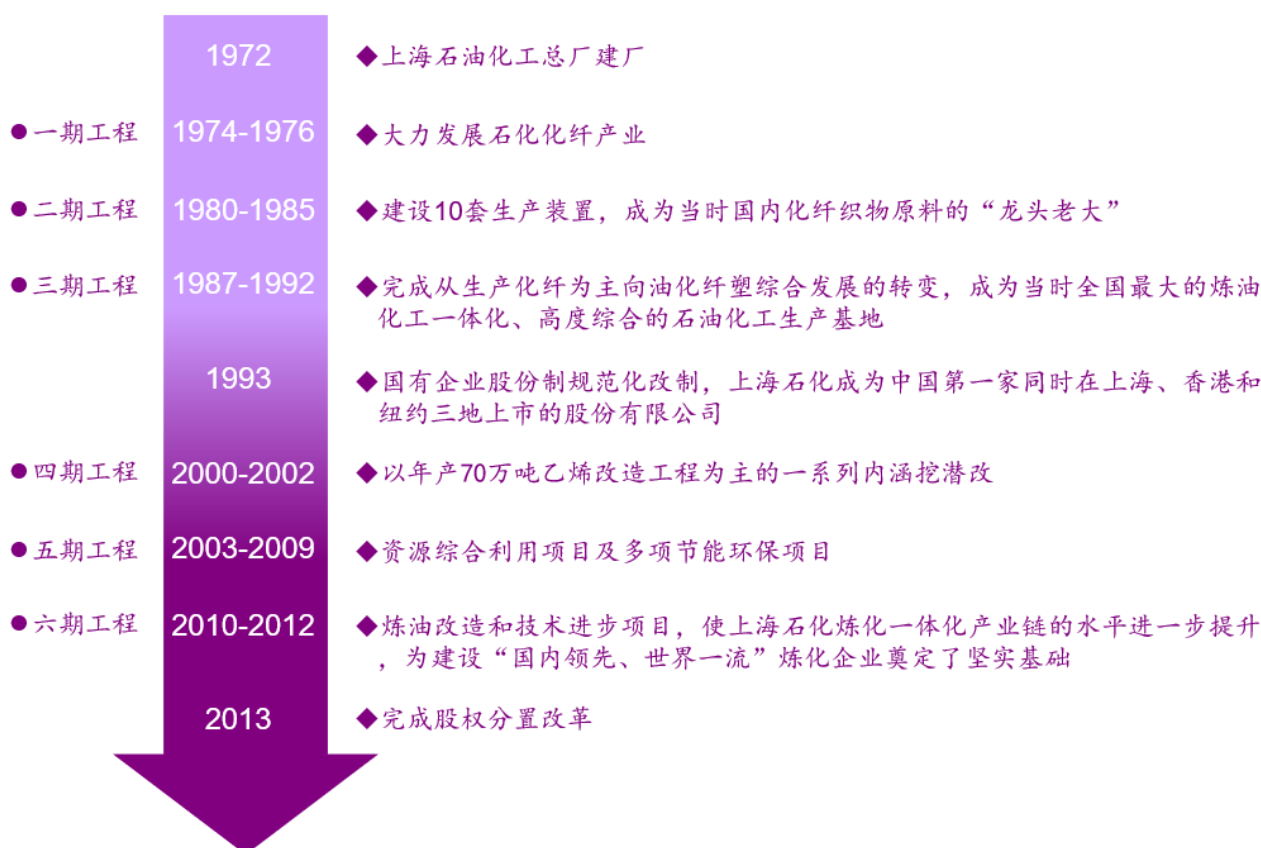 1972 ◆上海石油化工总厂建厂
●一期工程 1974-1976 ◆大力发展石化化纤产业
●二期工程 1980-1985 ◆建设10套生产装置，成为当时国内化纤织物原料的“龙头老大”
●三期工程 1987-1992 ◆完成从生产化纤为主向油化纤塑综合发展的转变，成为当时全国最大的炼油
化工一体化、高度综合的石油化工生产基地
1993 ◆国有企业股份制规范化改制，上海石化成为中国第一家同时在上海、香港和
纽约三地上市的股份有限公司
●四期工程 2000-2002 ◆以年产70万吨乙烯改造工程为主的一系列内涵挖潜改
●五期工程 2003-2009 ◆资源综合利用项目及多项节能环保项目
●六期工程 2010-2012 ◆炼油改造和技术进步项目，使上海石化炼化一体化产业链的水平进一步提升
，为建设“国内领先、世界一流”炼化企业奠定了坚实基础
2013 ◆完成股权分置改革